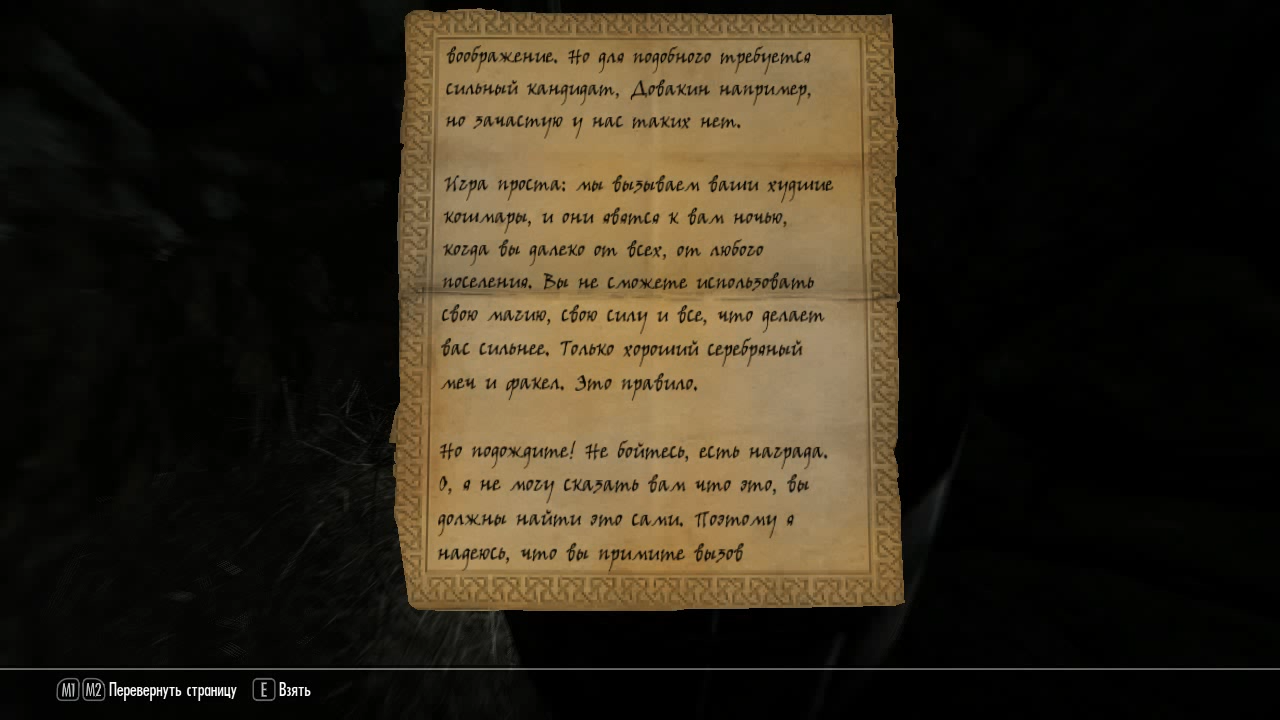 воображение. Но для подобного требуется
сильный кандидат, Довакин например,
но зачастую у нас таких нет.
Игра проста: мы вызываем ваши худшие
кошмары, и они явятся к вам ночью,
когда вы далеко от всех, от любого
поселения. Вы не сможете использовать
свою магию, свою силу и все, что делает
вас сильнее. Только хороший серебряный
меч и факел. Это правило.
Но подождите! Не бойтесь, есть награда.
О, я не могу сказать вам что это, вы
должны найти это сами. Поэтому я
надеюсь, что вы примите вызов
M1 M2 Перевернуть страницу E Взять